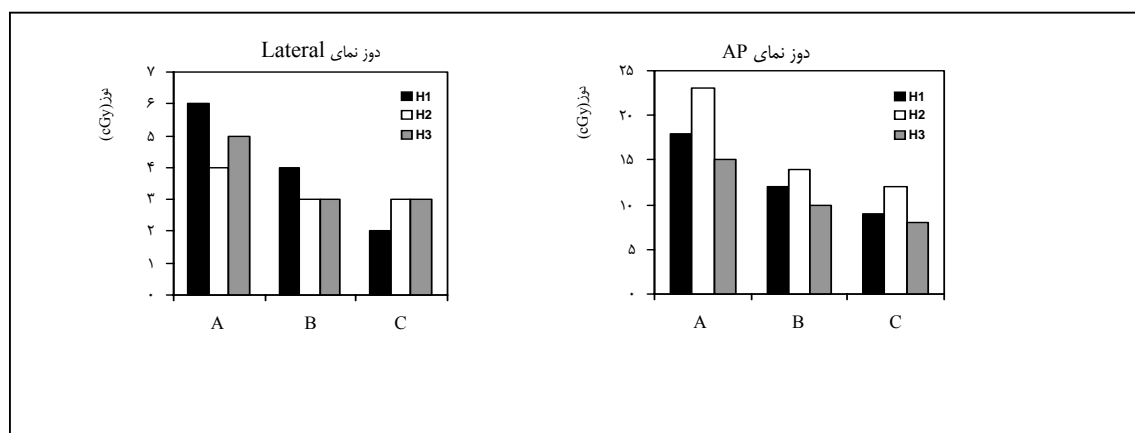 دوز نمای Lateral
دوز(cGy)
۷
۶
۵
۴
۳
۲
۱
۰
H1
H2
H3
A B C
دوز نمای AP
دوز(cGy)
۲۵
۲۰
۱۵
۱۰
۵
۰
H1
H2
H3
A B C